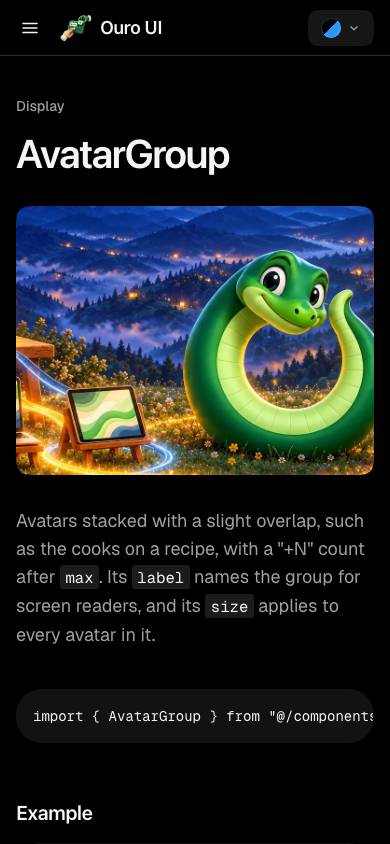 Ouro UI
Display
AvatarGroup
Avatars stacked with a slight overlap, such
as the cooks on a recipe, with a "+N" count
after max. Its label names the group for
screen readers, and its size applies to
every avatar in it.
import { AvatarGroup } from "@/components
Example